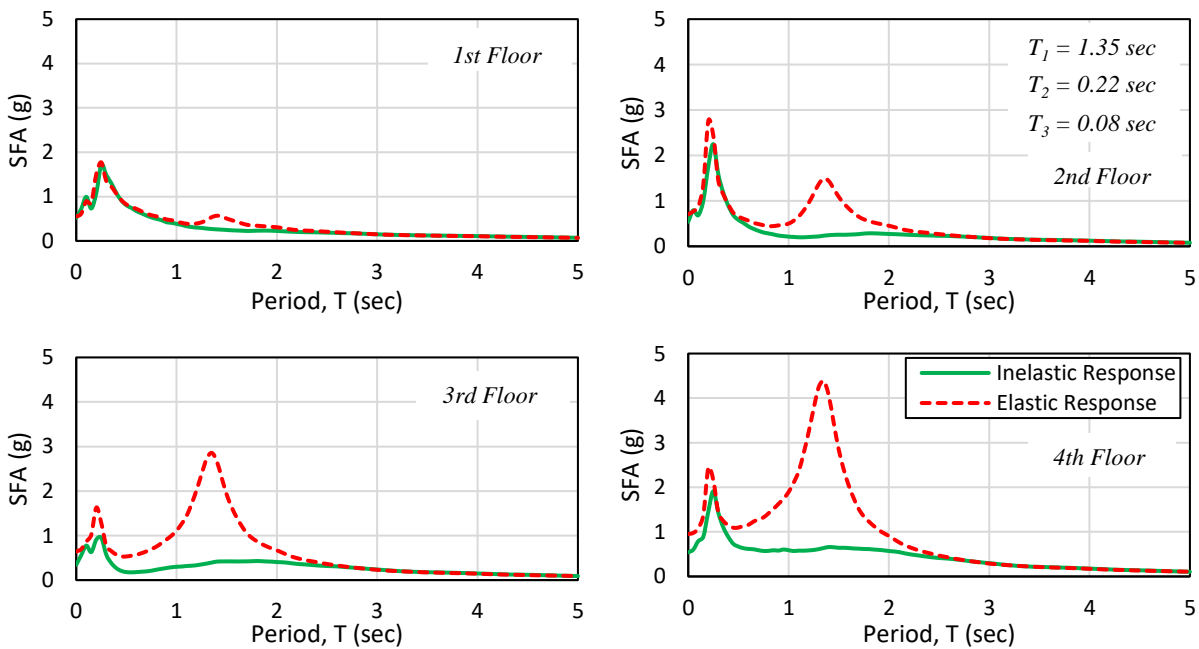 5
4
3
2
1
0
SFA (g)
1st Floor
0 1 2 3 4 5
Period, T (sec)
5
4
3
2
1
0
SFA (g)
T1 = 1.35 sec
T2 = 0.22 sec
T3 = 0.08 sec
2nd Floor
0 1 2 3 4 5
Period, T (sec)
5
4
3
2
1
0
SFA (g)
3rd Floor
0 1 2 3 4 5
Period, T (sec)
5
4
3
2
1
0
SFA (g)
Inelastic Response
Elastic Response
4th Floor
0 1 2 3 4 5
Period, T (sec)